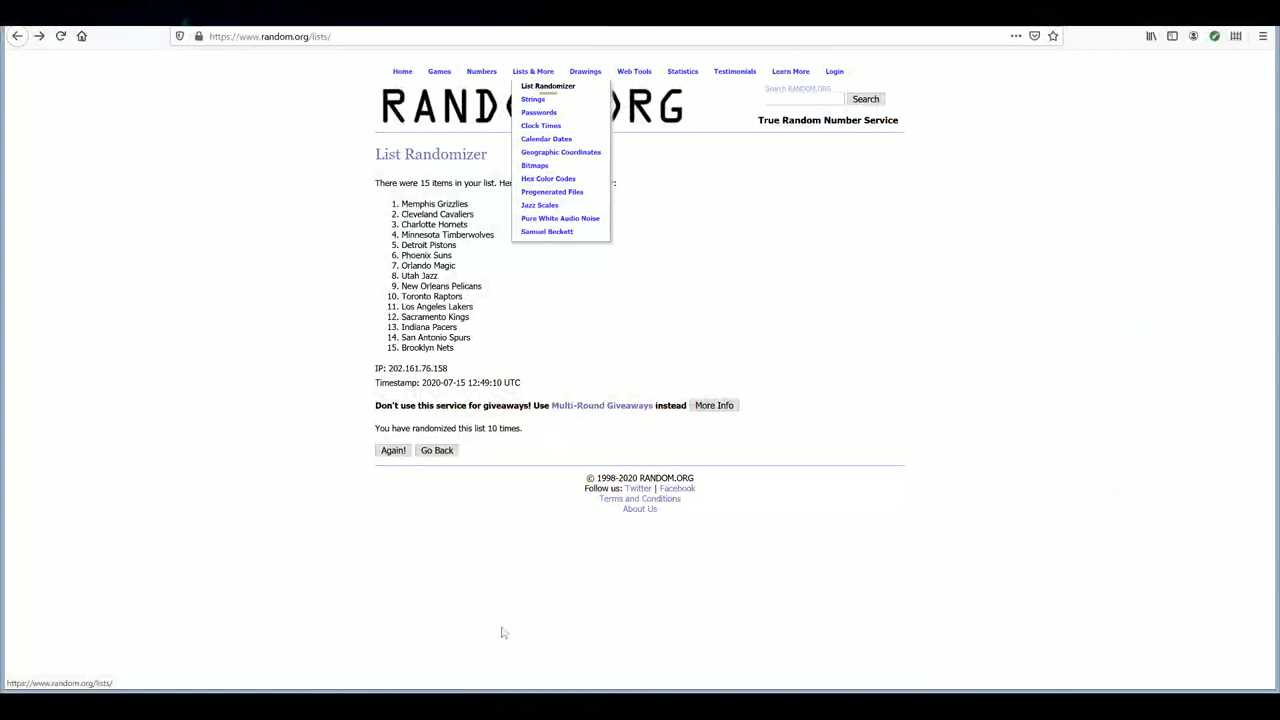 https://www.random.org/lists/
Home Games Numbers Lists & More Drawings Web Tools Statistics Testimonials Learn More Login
List Randomizer
Strings
Passwords
Clock Times
Calendar Dates
Geographic Coordinates
Bitmaps
Hex Color Codes
Pregenerated Files
Jazz Scales
Pure White Audio Noise
Samuel Beckett
RAND RG
Search RANDOM.ORG
Search
True Random Number Service
List Randomizer
There were 15 items in your list.
1. Memphis Grizzlies
2. Cleveland Cavaliers
3. Charlotte Hornets
4. Minnesota Timberwolves
5. Detroit Pistons
6. Phoenix Suns
7. Orlando Magic
8. Utah Jazz
9. New Orleans Pelicans
10. Toronto Raptors
11. Los Angeles Lakers
12. Sacramento Kings
13. Indiana Pacers
14. San Antonio Spurs
15. Brooklyn Nets
IP: 202.161.76.158
Timestamp: 2020-07-15 12:49:10 UTC
Don't use this service for giveaways! Use Multi-Round Giveaways instead More Info
You have randomized this list 10 times.
Again! Go Back
© 1998-2020 RANDOM.ORG
Follow us: Twitter | Facebook
Terms and Conditions
About Us
https://www.random.org/lists/